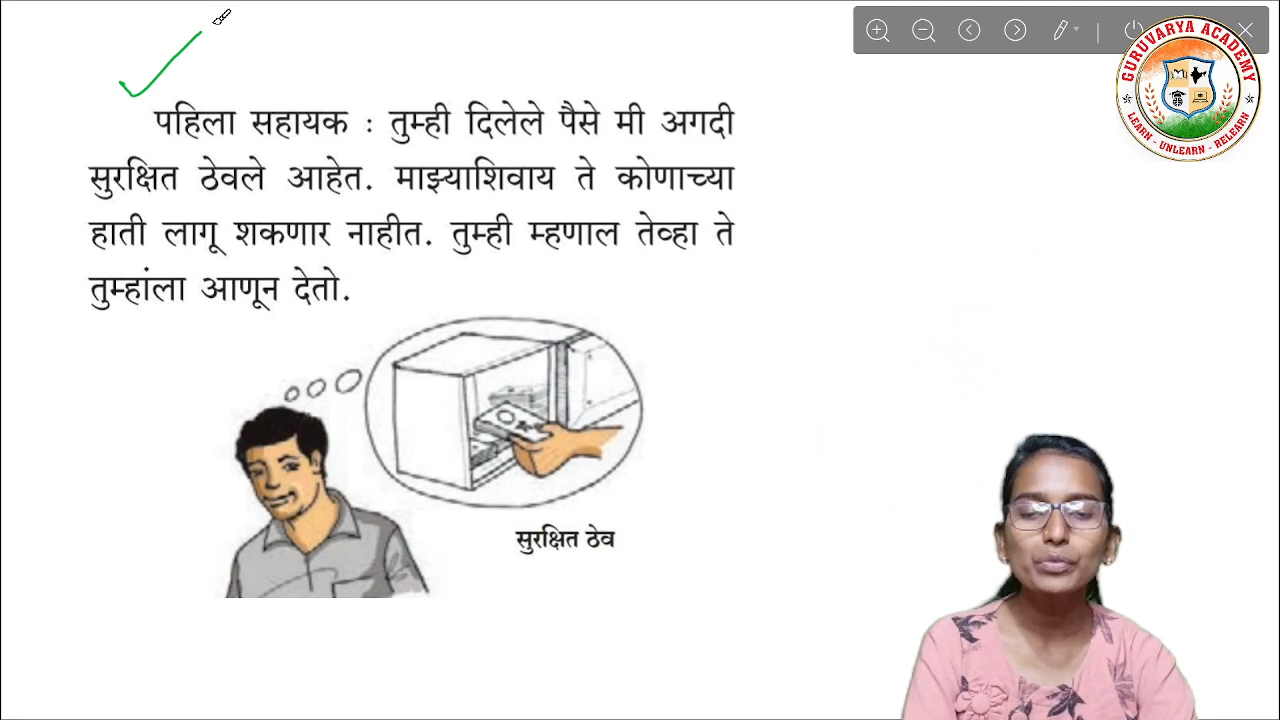 पहिला सहायक : तुम्ही दिलेले पैसे मी अगदी
सुरक्षित ठेवले आहेत. माझ्याशिवाय ते कोणाच्या
हाती लागू शकणार नाहीत. तुम्ही म्हणाल तेव्हा ते
तुम्हांला आणून देतो.
सुरक्षित ठेव
GURUVARYA ACADEMY
LEARN - UNLEARN - RELEARN